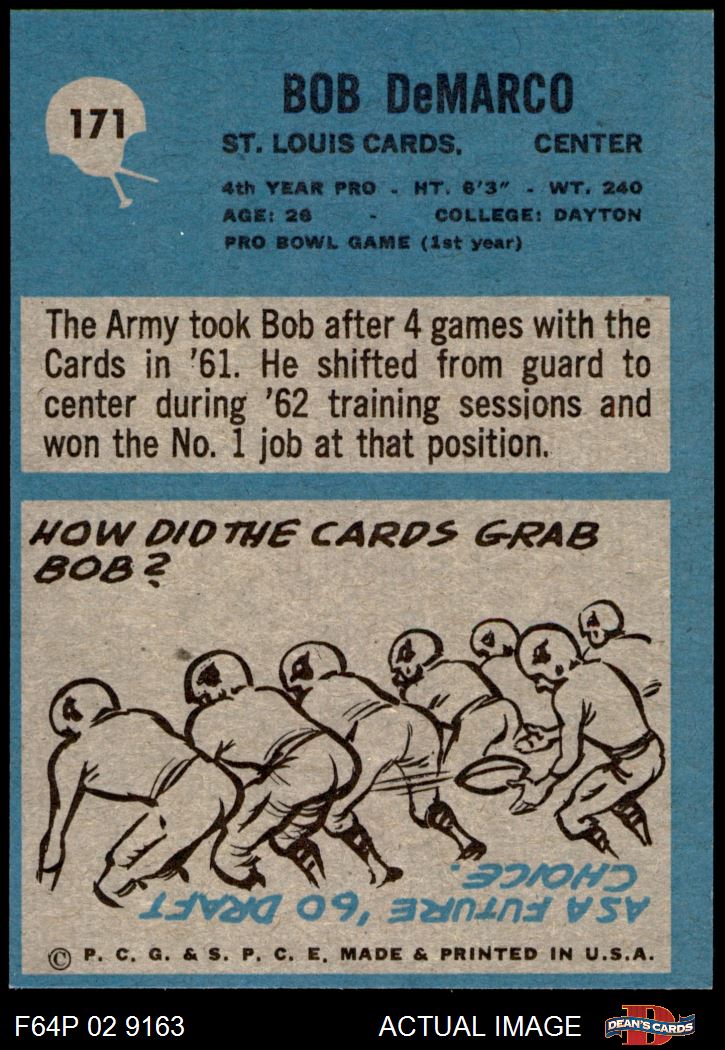 171
BOB DeMARCO
ST. LOUIS CARDS. CENTER
4th YEAR PRO - HT. 6'3" - WT. 240
AGE: 26 - COLLEGE: DAYTON
PRO BOWL GAME (1st year)
The Army took Bob after 4 games with the
Cards in '61. He shifted from guard to
center during '62 training sessions and
won the No. 1 job at that position.
HOW DID THE CARDS GRAB
BOB?
AS A FUTURE, '60 DRAFT
CHOICE.
© P. C. G. & S. P. C. E. MADE & PRINTED IN U.S.A.
F64P 02 9163
ACTUAL IMAGE
D
DEAN'S CARDS